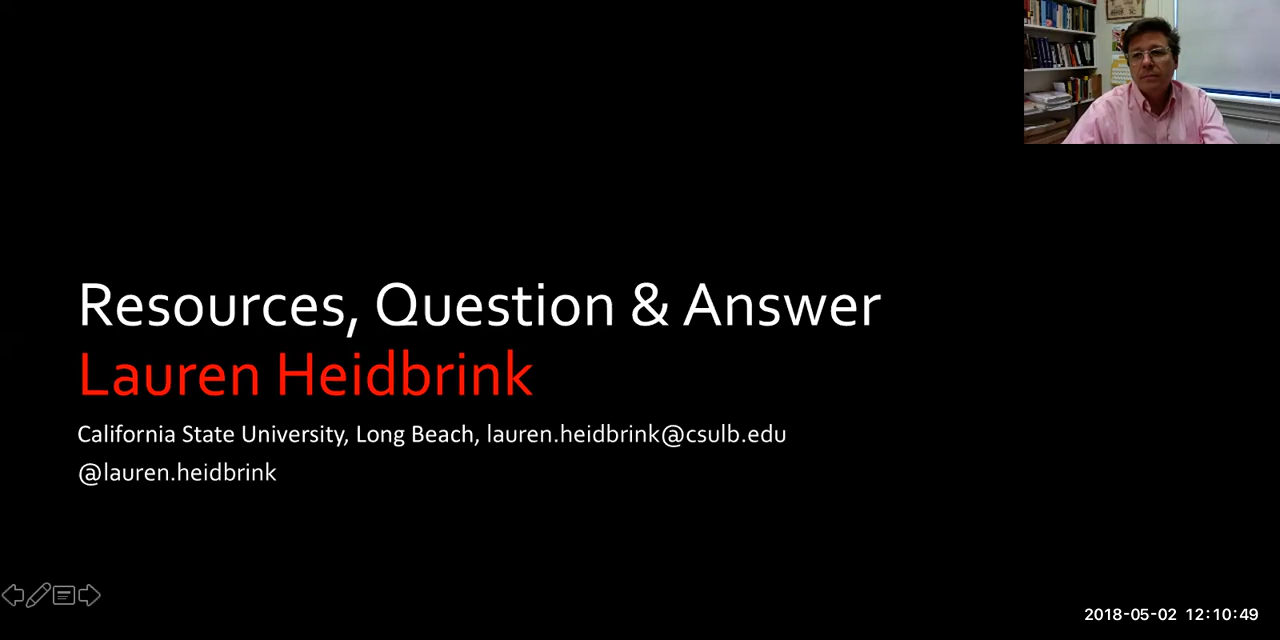 Resources, Question & Answer
Lauren Heidbrink
California State University, Long Beach, lauren.heidbrink@csulb.edu
@lauren.heidbrink
2018-05-02 12:10:49